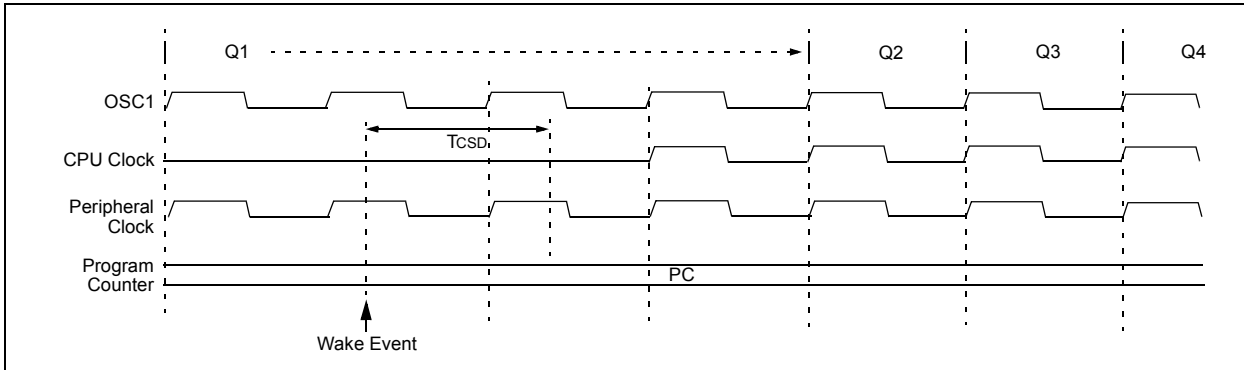 Q1 Q2 Q3 Q4
OSC1
TCSD
CPU Clock
Peripheral
Clock
Program
Counter
PC
Wake Event